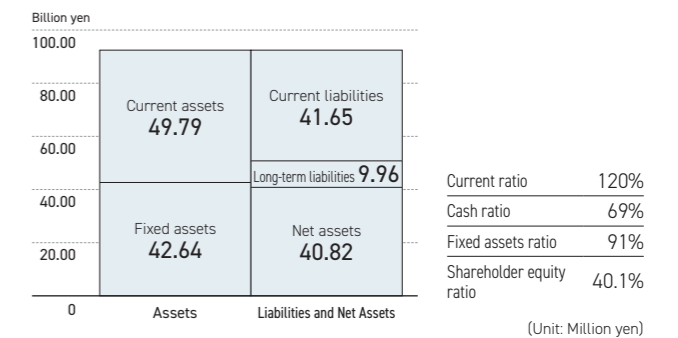 Billion yen
100.00
80.00
60.00
40.00
20.00
0
Current assets
49.79
Fixed assets
42.64
Current liabilities
41.65
Long-term liabilities 9.96
Net assets
40.82
Assets
Liabilities and Net Assets
Current ratio 120%
Cash ratio 69%
Fixed assets ratio 91%
Shareholder equity
ratio 40.1%
(Unit: Million yen)